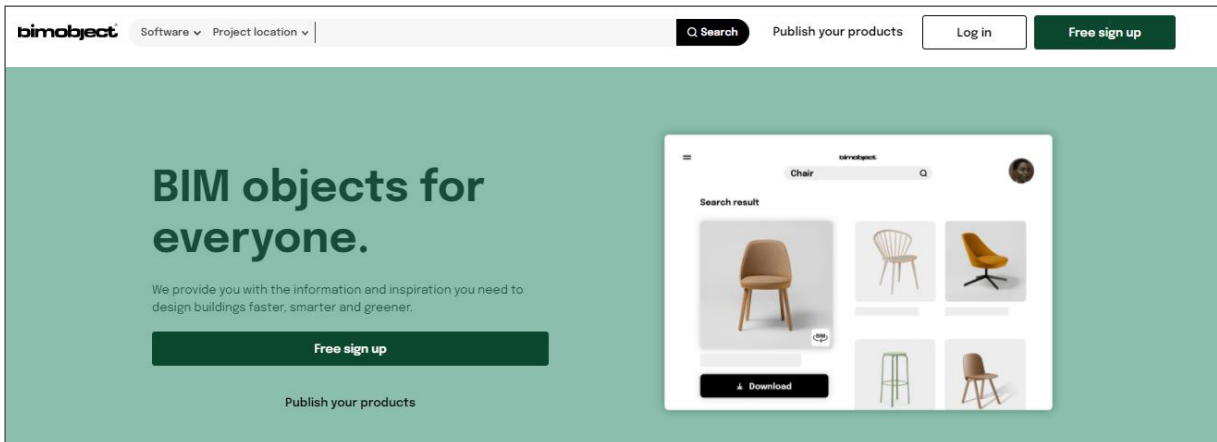 bimobject
Software Project location Search Publish your products Log in Free sign up
BIM objects for
everyone.
We provide you with the information and inspiration you need to
design buildings faster, smarter and greener.
Free sign up
Publish your products
bimobject
Chair
Search result
BIM
Download